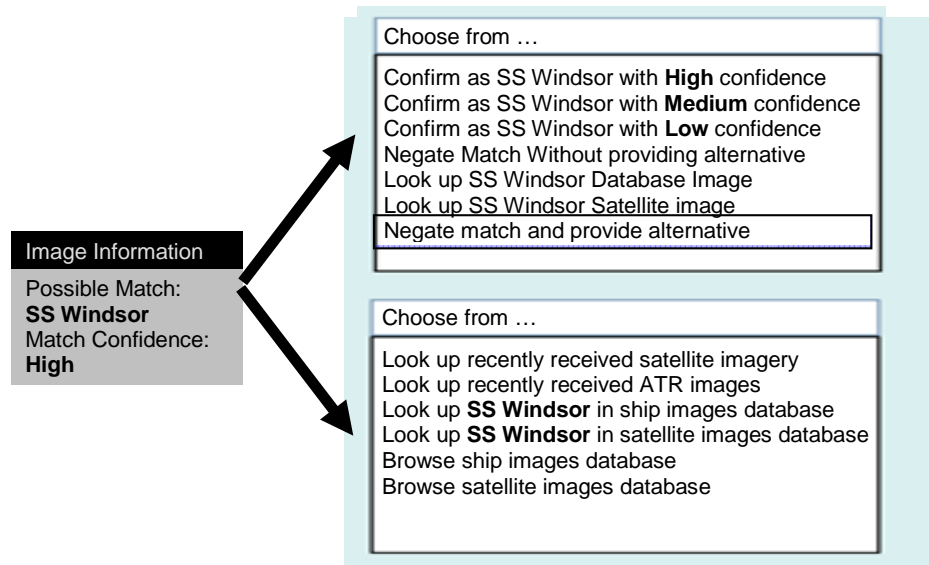 Choose from …
Confirm as SS Windsor with High confidence
Confirm as SS Windsor with Medium confidence
Confirm as SS Windsor with Low confidence
Negate Match Without providing alternative
Look up SS Windsor Database Image
Look up SS Windsor Satellite image
Negate match and provide alternative
Image Information
Possible Match:
SS Windsor
Match Confidence:
High
Choose from …
Look up recently received satellite imagery
Look up recently received ATR images
Look up SS Windsor in ship images database
Look up SS Windsor in satellite images database
Browse ship images database
Browse satellite images database